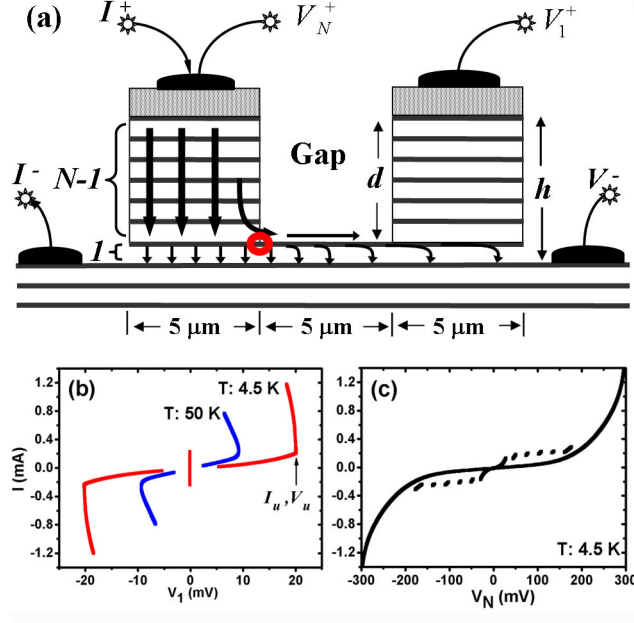 (a)
I+ V_N^+ V_1^+
Gap
N-1 d h
I- V-
1
5 μm 5 μm 5 μm
(b) T: 4.5 K
T: 50 K
I_u, V_u
I (mA)
1.2
0.8
0.4
0.0
-0.4
-0.8
-1.2
-20 -10 0 10 20
V_1 (mV)
(c)
T: 4.5 K
1.2
0.8
0.4
0.0
-0.4
-0.8
-1.2
-300 -200 -100 0 100 200 300
V_N (mV)